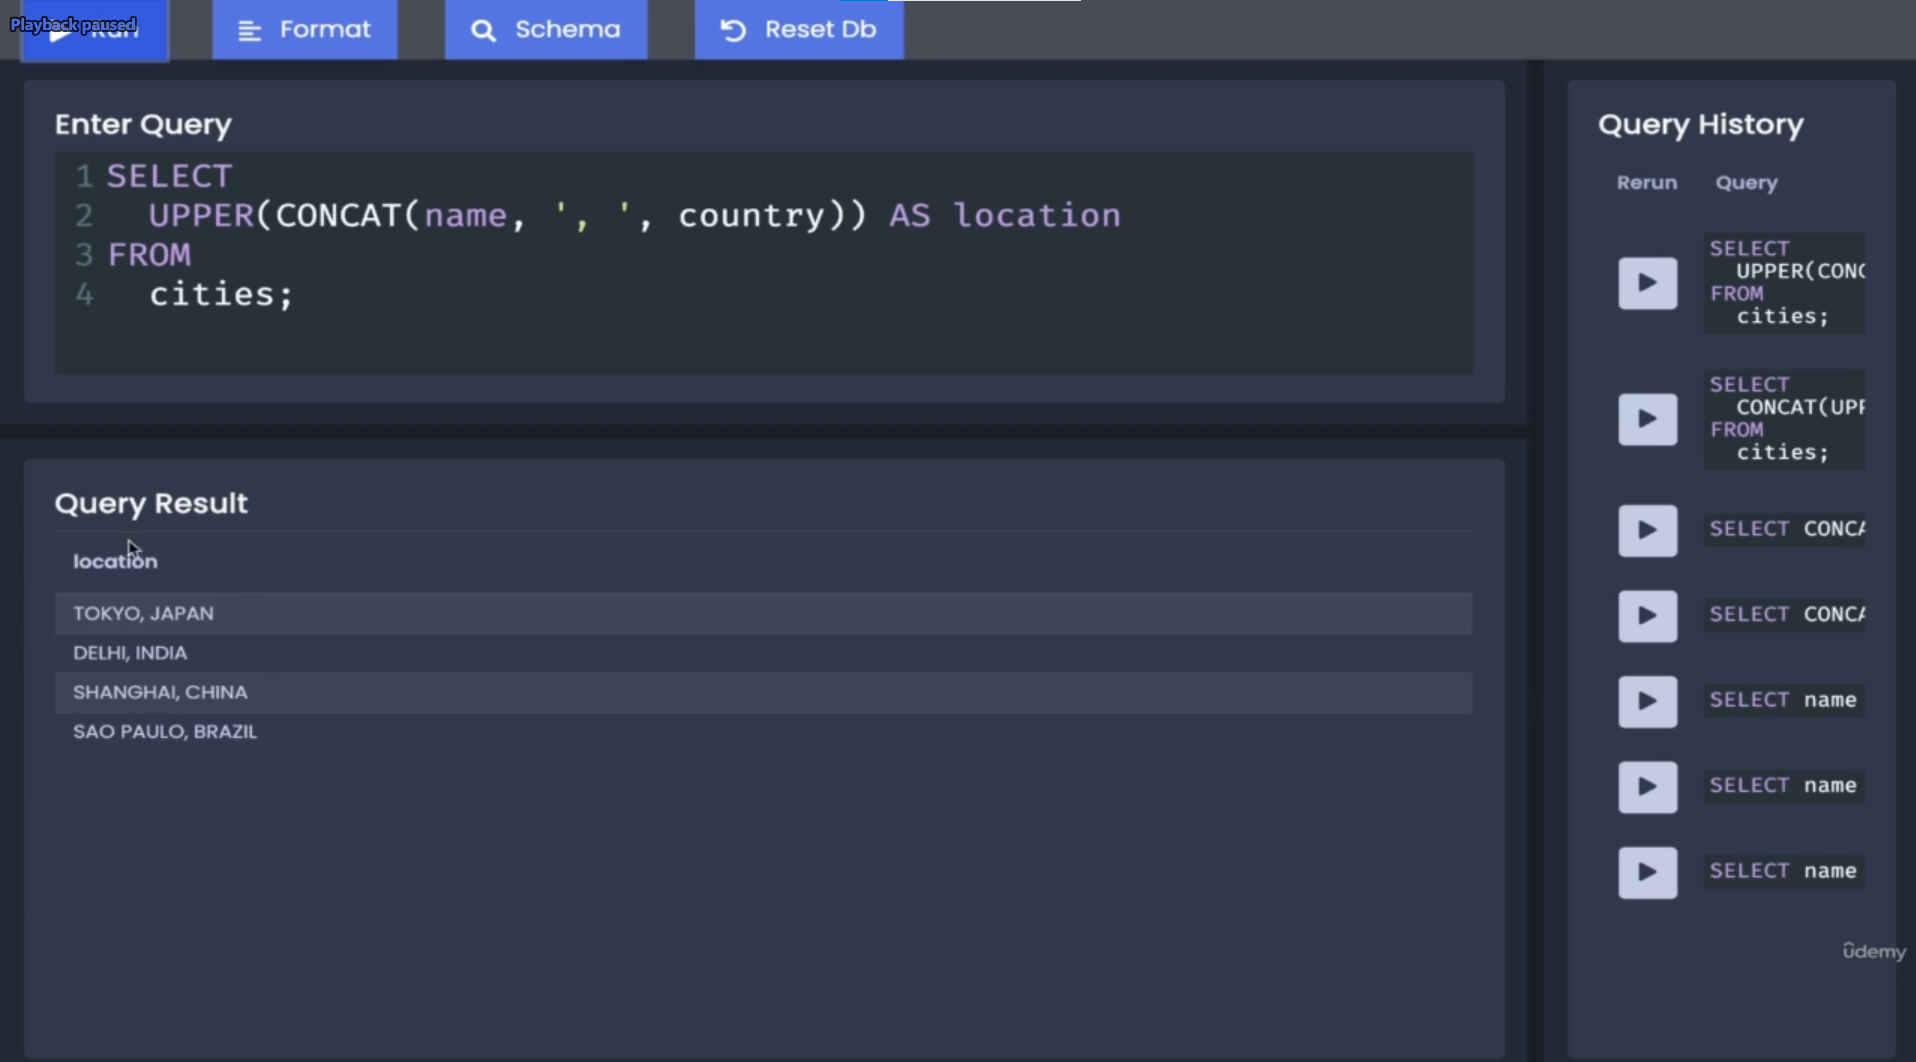 Playback paused
Run
Format
Schema
Reset Db
Enter Query
1 SELECT
2 UPPER(CONCAT(name, ', ', country)) AS location
3 FROM
4 cities;
Query Result
location
TOKYO, JAPAN
DELHI, INDIA
SHANGHAI, CHINA
SAO PAULO, BRAZIL
Query History
Rerun Query
SELECT
UPPER(CONC
FROM
cities;
SELECT
CONCAT(UPP
FROM
cities;
SELECT CONCA
SELECT CONCA
SELECT name
SELECT name
SELECT name
ûdemy